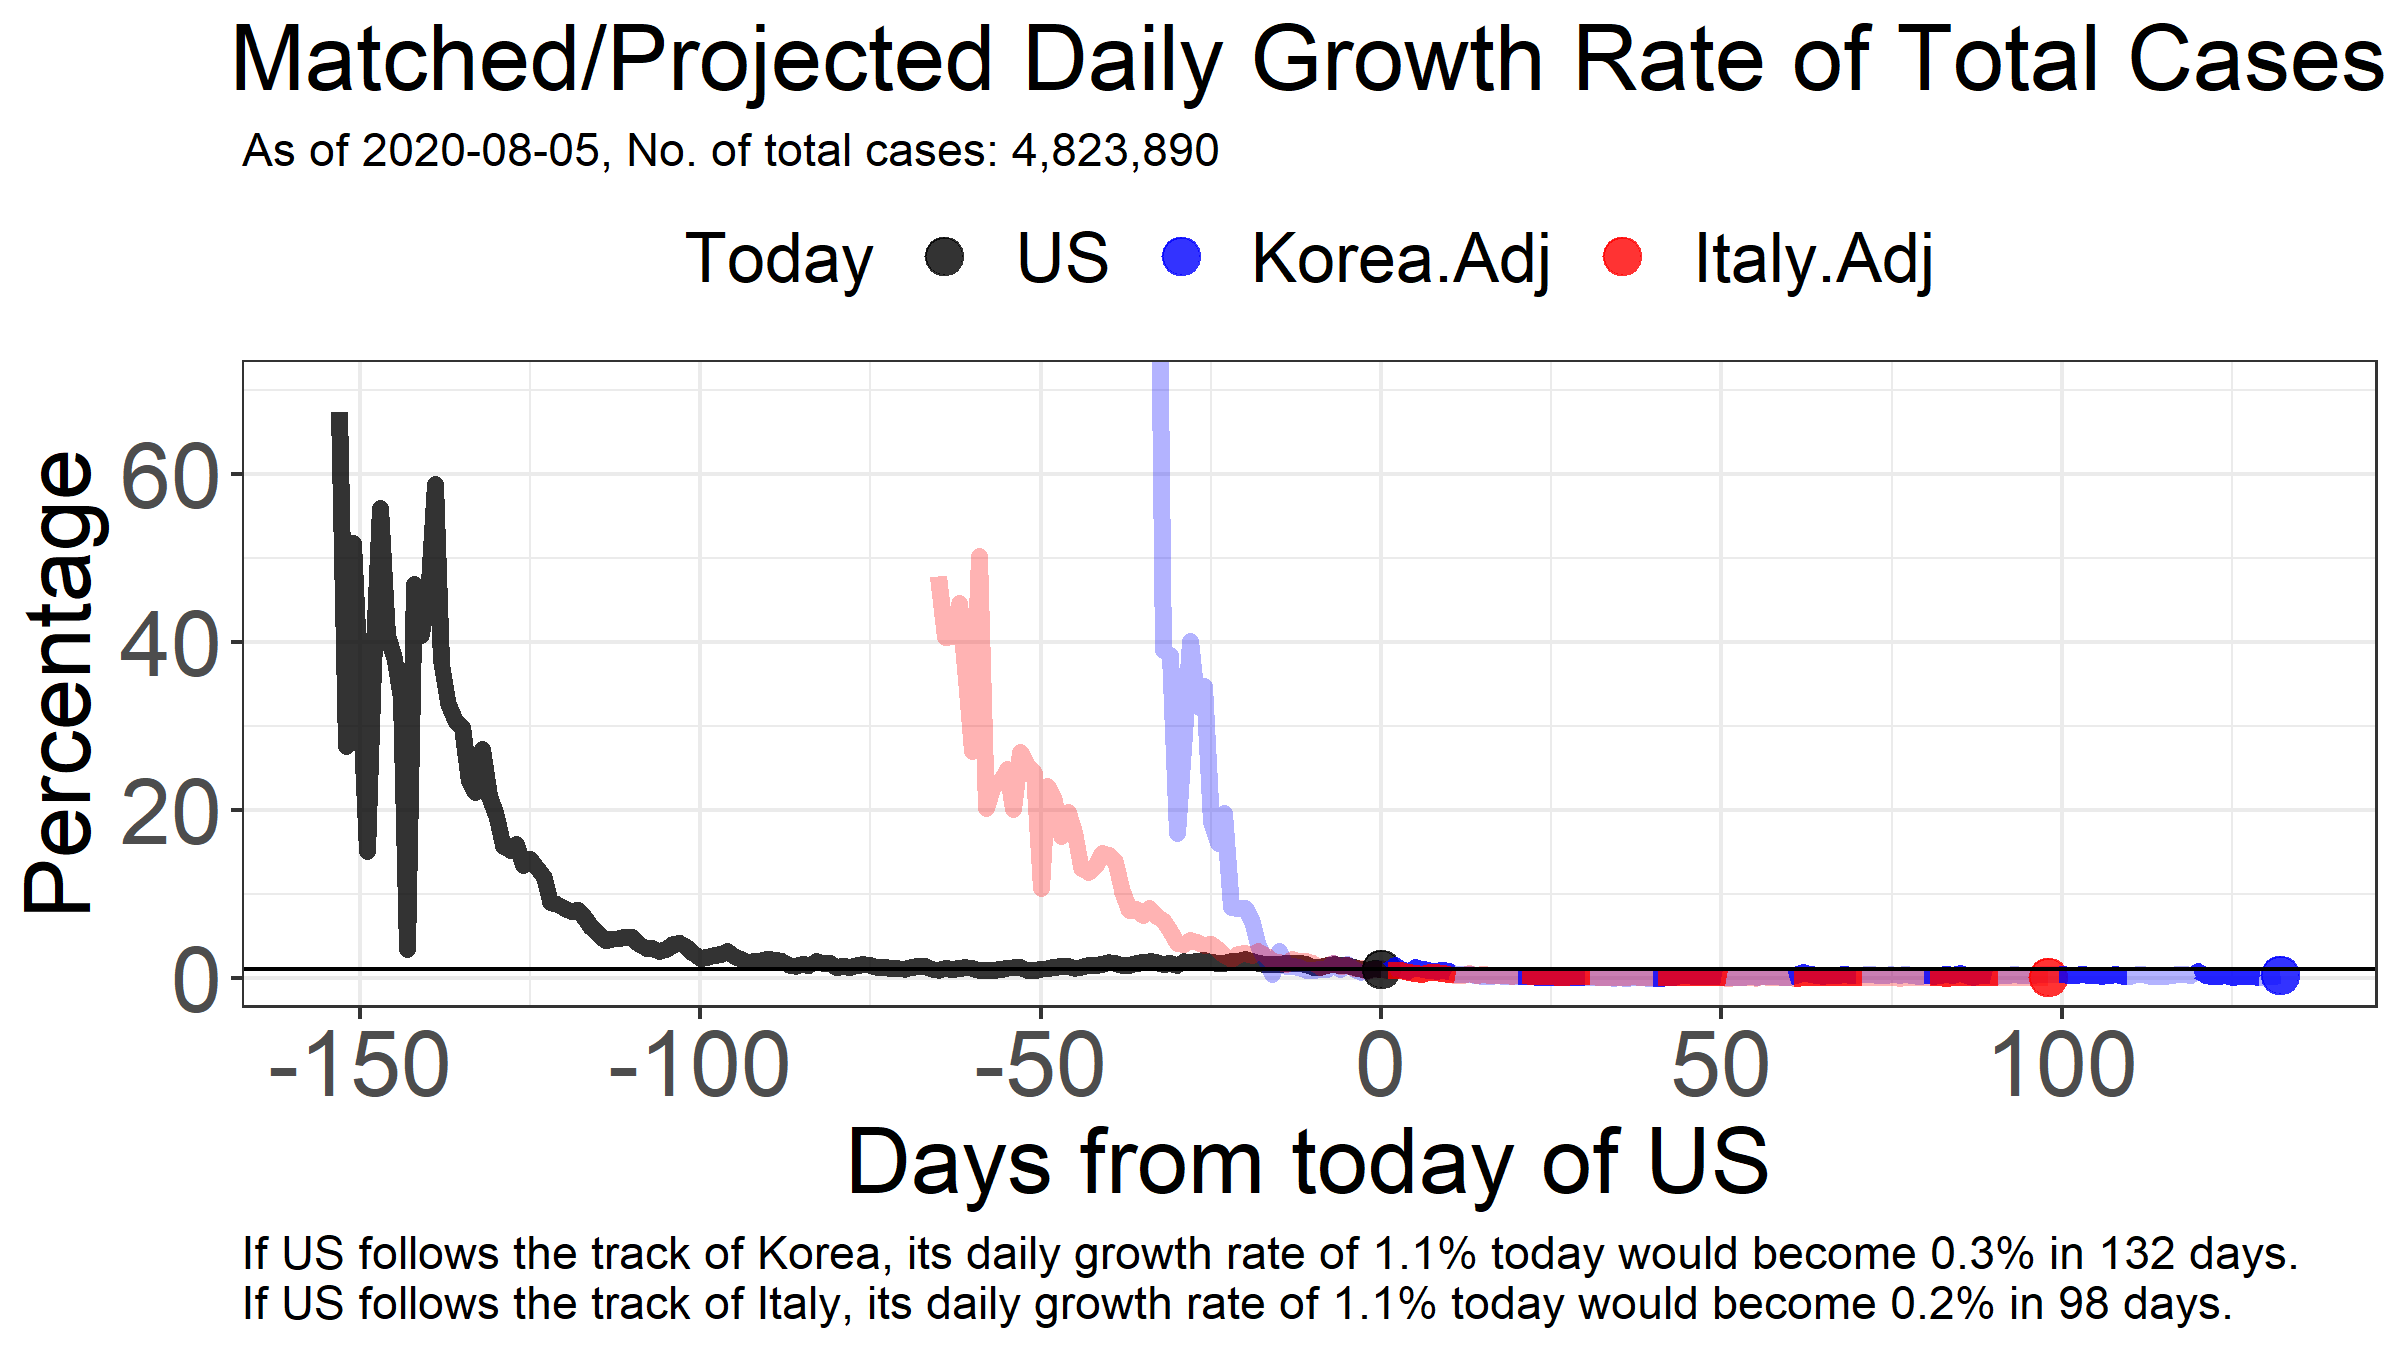 Matched/Projected Daily Growth Rate of Total Cases
As of 2020-08-05, No. of total cases: 4,823,890
Today US Korea.Adj Italy.Adj
Percentage
60
40
20
0
-150 -100 -50 0 50 100
Days from today of US
If US follows the track of Korea, its daily growth rate of 1.1% today would become 0.3% in 132 days.
If US follows the track of Italy, its daily growth rate of 1.1% today would become 0.2% in 98 days.